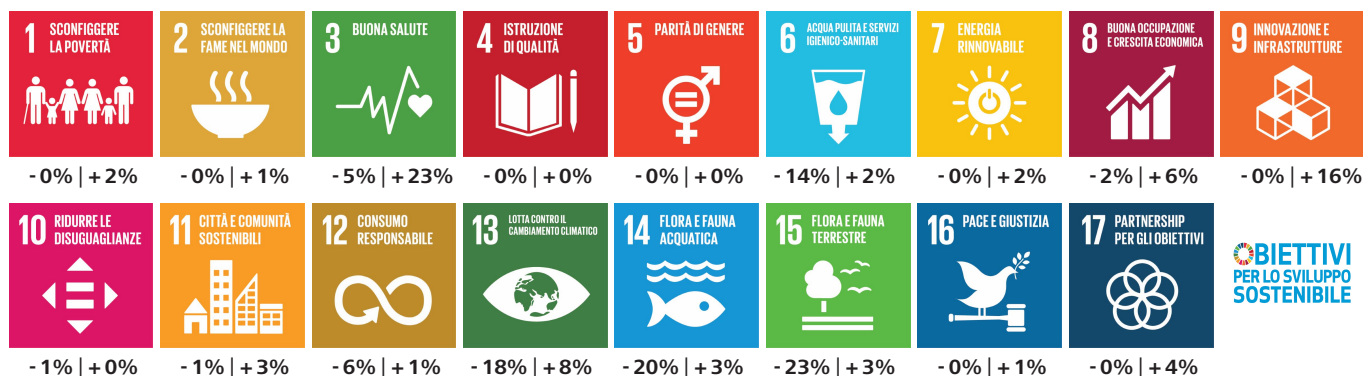 1 SCONFIGGERE
LA POVERTÀ
2 SCONFIGGERE LA
FAME NEL MONDO
3 BUONA SALUTE
4 ISTRUZIONE
DI QUALITÀ
5 PARITÀ DI GENERE
6 ACQUA PULITA E SERVIZI
IGIENICO-SANITARI
7 ENERGIA
RINNOVABILE
8 BUONA OCCUPAZIONE
E CRESCITA ECONOMICA
9 INNOVAZIONE E
INFRASTRUTTURE
-0% | +2%
-0% | +1%
-5% | +23%
-0% | +0%
-0% | +0%
-14% | +2%
-0% | +2%
-2% | +6%
-0% | +16%
10 RIDURRE LE
DISUGUAGLIANZE
11 CITTÀ E COMUNITÀ
SOSTENIBILI
12 CONSUMO
RESPONSABILE
13 LOTTA CONTRO IL
CAMBIAMENTO CLIMATICO
14 FLORA E FAUNA
ACQUATICA
15 FLORA E FAUNA
TERRESTRE
16 PACE E GIUSTIZIA
17 PARTNERSHIP
PER GLI OBIETTIVI
OBIETTIVI
PER LO SVILUPPO
SOSTENIBILE
-1% | +0%
-1% | +3%
-6% | +1%
-18% | +8%
-20% | +3%
-23% | +3%
-0% | +1%
-0% | +4%